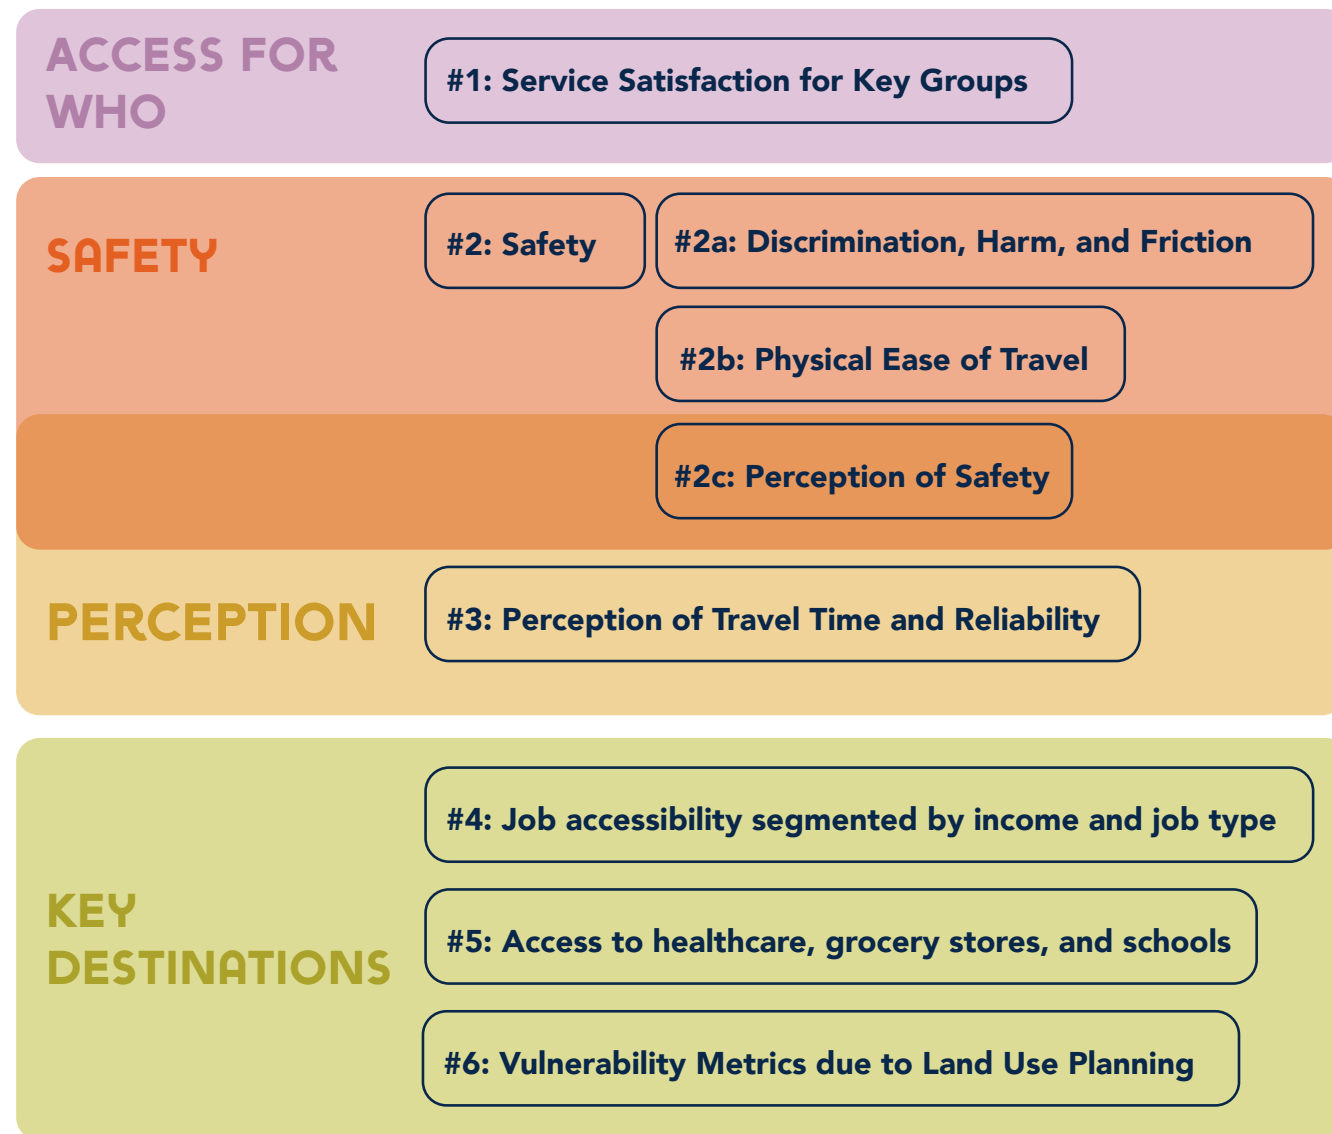 ACCESS FOR
WHO
#1: Service Satisfaction for Key Groups
SAFETY
#2: Safety
#2a: Discrimination, Harm, and Friction
#2b: Physical Ease of Travel
#2c: Perception of Safety
PERCEPTION
#3: Perception of Travel Time and Reliability
KEY
DESTINATIONS
#4: Job accessibility segmented by income and job type
#5: Access to healthcare, grocery stores, and schools
#6: Vulnerability Metrics due to Land Use Planning